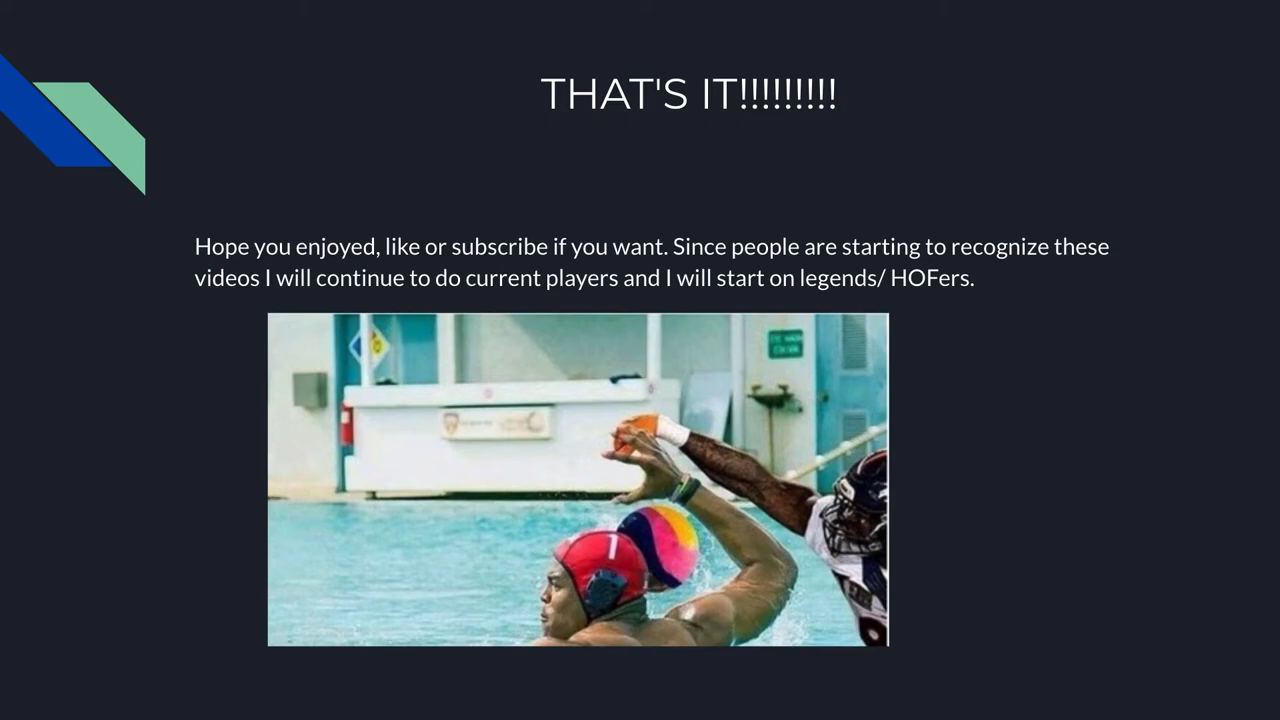 THAT'S IT!!!!!!!!!
Hope you enjoyed, like or subscribe if you want. Since people are starting to recognize these
videos I will continue to do current players and I will start on legends/ HOFers.
1